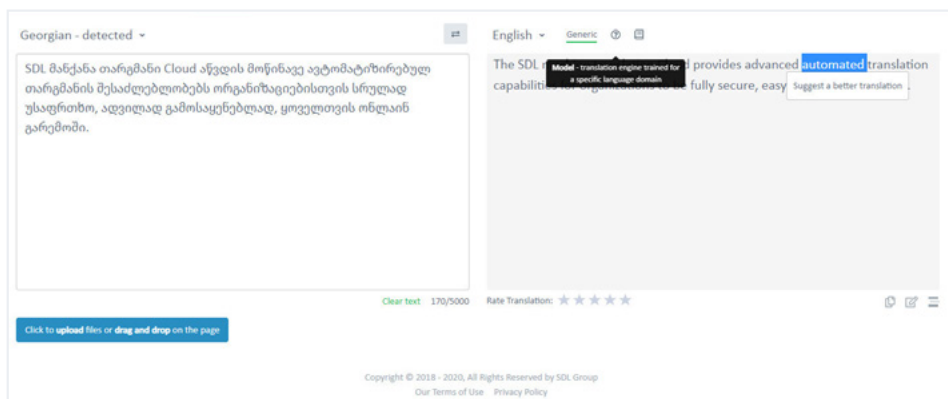 Georgian - detected
SDL მანქანა თარგმანი Cloud აწვდის მოწინავე ავტომატიზირებულ
თარგმანის შესაძლებლობებს ორგანიზაციებისთვის სრულად
უსაფრთხო, ადვილად გამოსაყენებლად, ყოველთვის ონლაინ
გარემოში.
Clear text 170/5000
Click to upload files or drag and drop on the page
English Generic
Model - translation engine trained for
a specific language domain
The SDL provides advanced automated translation
capabilities for organizations to be fully secure, easy
Suggest a better translation
Rate Translation:
Copyright © 2018 - 2020, All Rights Reserved by SDL Group
Our Terms of Use Privacy Policy